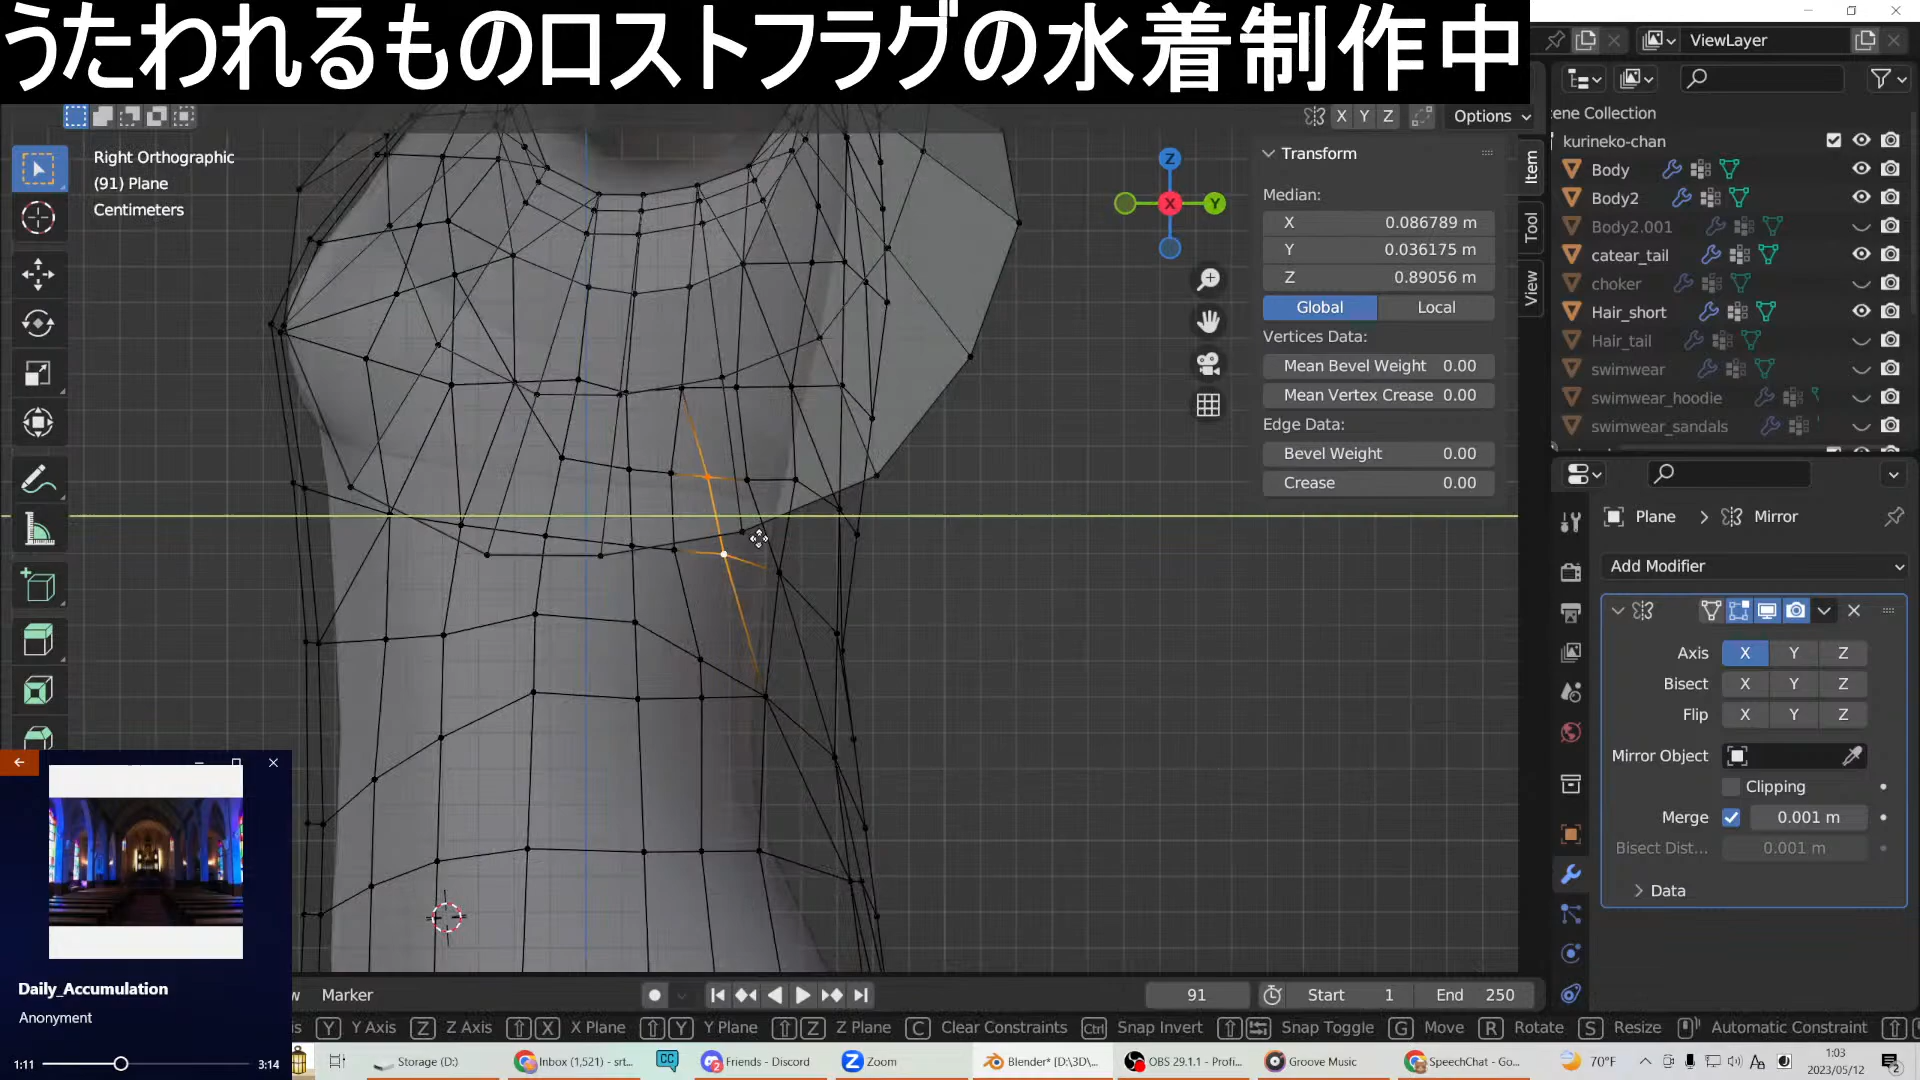 うたわれるものロストフラグの水着制作中
ViewLayer
X Y Z
Options
Right Orthographic
(91) Plane
Centimeters
Z
X
Y
Transform
Median:
X 0.086789 m
Y 0.036175 m
Z 0.89056 m
Global Local
Vertices Data:
Mean Bevel Weight 0.00
Mean Vertex Crease 0.00
Edge Data:
Bevel Weight 0.00
Crease 0.00
Item
Tool
View
cene Collection
kurineko-chan
Body
Body2
Body2.001
catear_tail
choker
Hair_short
Hair_tail
swimwear
swimwear_hoodie
swimwear_sandals
Plane > Mirror
Add Modifier
Axis X Y Z
Bisect X Y Z
Flip X Y Z
Mirror Object
Clipping
Merge 0.001 m
Bisect Dist... 0.001 m
Data
Daily_Accumulation
Anonyment
1:11 3:14
w Marker
91
Start 1
End 250
is Y Y Axis Z Z Axis X X Plane Y Y Plane Z Z Plane C Clear Constraints Ctrl Snap Invert Snap Toggle G Move R Rotate S Resize Automatic Constraint
Storage (D:)
Inbox (1,521) - srt...
CC
Friends - Discord
Zoom
Blender* [D:\3D\...
OBS 29.1.1 - Profi...
Groove Music
SpeechChat - Go...
70°F
A
1:03
2023/05/12
2